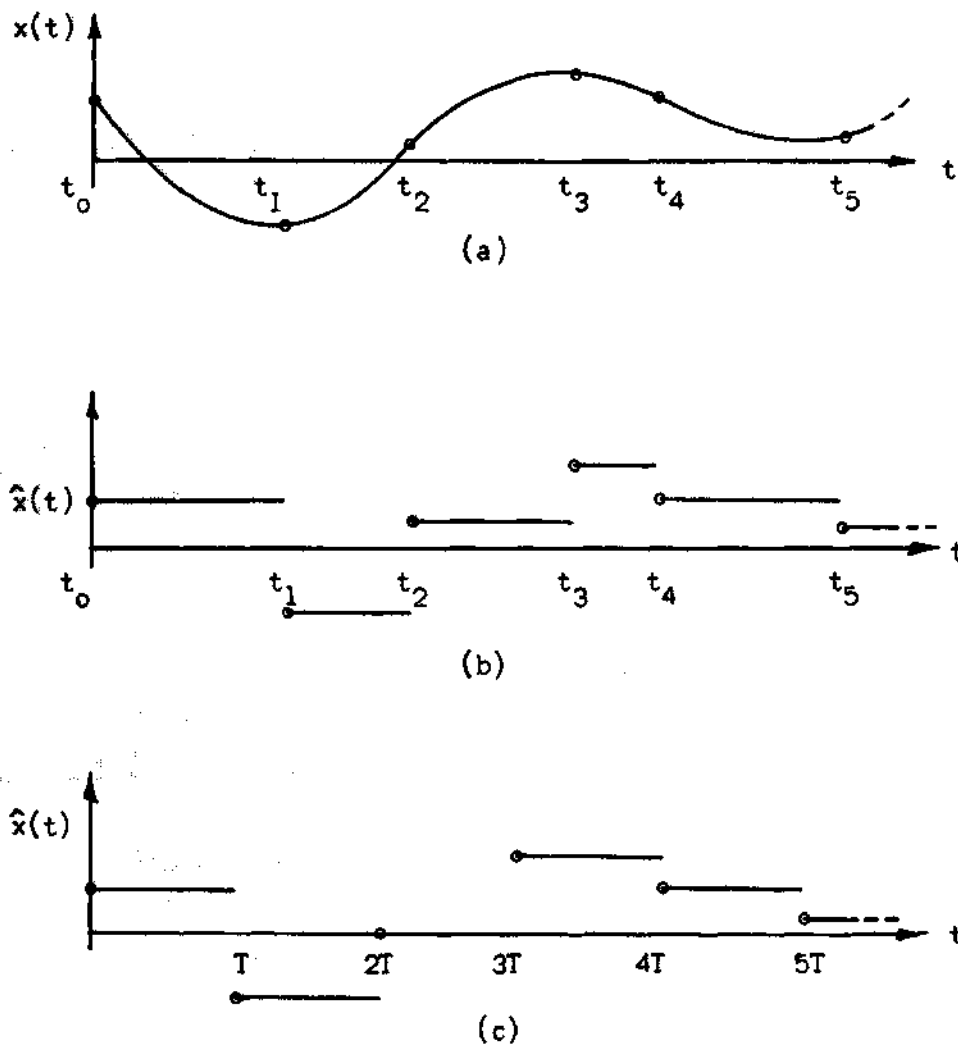 x(t)
t
t₀ t₁ t₂ t₃ t₄ t₅
(a)
x̂(t)
t
t₀ t₁ t₂ t₃ t₄ t₅
(b)
x̂(t)
t
T 2T 3T 4T 5T
(c)